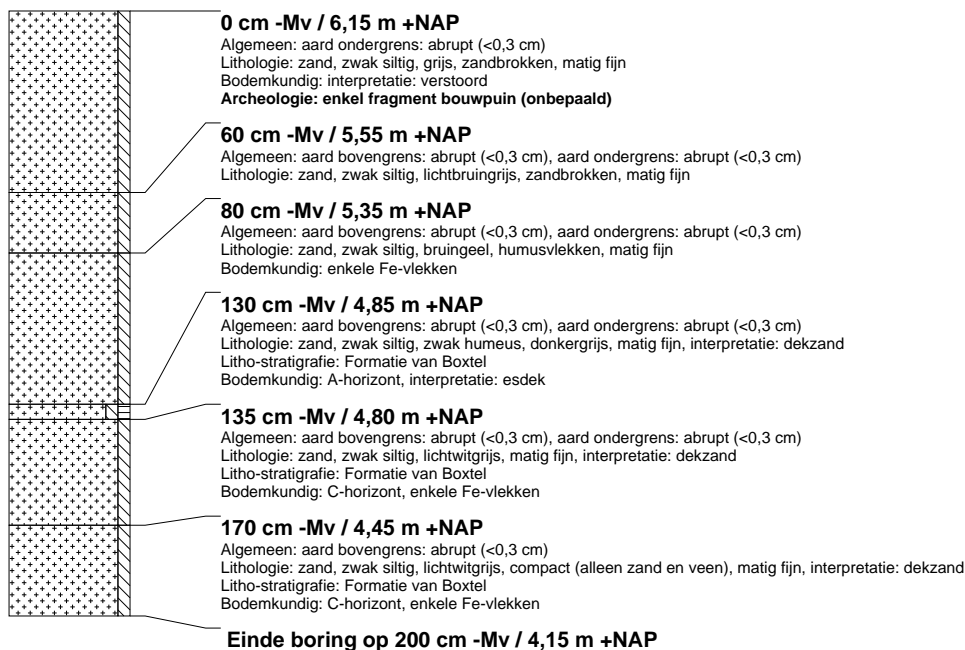 0 cm -Mv / 6,15 m +NAP
Algemeen: aard ondergrens: abrupt (<0,3 cm)
Lithologie: zand, zwak siltig, grijs, zandbrokken, matig fijn
Bodemkundig: interpretatie: verstoord
Archeologie: enkel fragment bouwpuin (onbepaald)
60 cm -Mv / 5,55 m +NAP
Algemeen: aard bovengrens: abrupt (<0,3 cm), aard ondergrens: abrupt (<0,3 cm)
Lithologie: zand, zwak siltig, lichtbruingrijs, zandbrokken, matig fijn
80 cm -Mv / 5,35 m +NAP
Algemeen: aard bovengrens: abrupt (<0,3 cm), aard ondergrens: abrupt (<0,3 cm)
Lithologie: zand, zwak siltig, bruingeel, humusvlekken, matig fijn
Bodemkundig: enkele Fe-vlekken
130 cm -Mv / 4,85 m +NAP
Algemeen: aard bovengrens: abrupt (<0,3 cm), aard ondergrens: abrupt (<0,3 cm)
Lithologie: zand, zwak siltig, zwak humeus, donkergrijs, matig fijn, interpretatie: dekzand
Litho-stratigrafie: Formatie van Boxtel
Bodemkundig: A-horizont, interpretatie: esdek
135 cm -Mv / 4,80 m +NAP
Algemeen: aard bovengrens: abrupt (<0,3 cm), aard ondergrens: abrupt (<0,3 cm)
Lithologie: zand, zwak siltig, lichtwitgrijs, matig fijn, interpretatie: dekzand
Litho-stratigrafie: Formatie van Boxtel
Bodemkundig: C-horizont, enkele Fe-vlekken
170 cm -Mv / 4,45 m +NAP
Algemeen: aard bovengrens: abrupt (<0,3 cm)
Lithologie: zand, zwak siltig, lichtwitgrijs, compact (alleen zand en veen), matig fijn, interpretatie: dekzand
Litho-stratigrafie: Formatie van Boxtel
Bodemkundig: C-horizont, enkele Fe-vlekken
Einde boring op 200 cm -Mv / 4,15 m +NAP